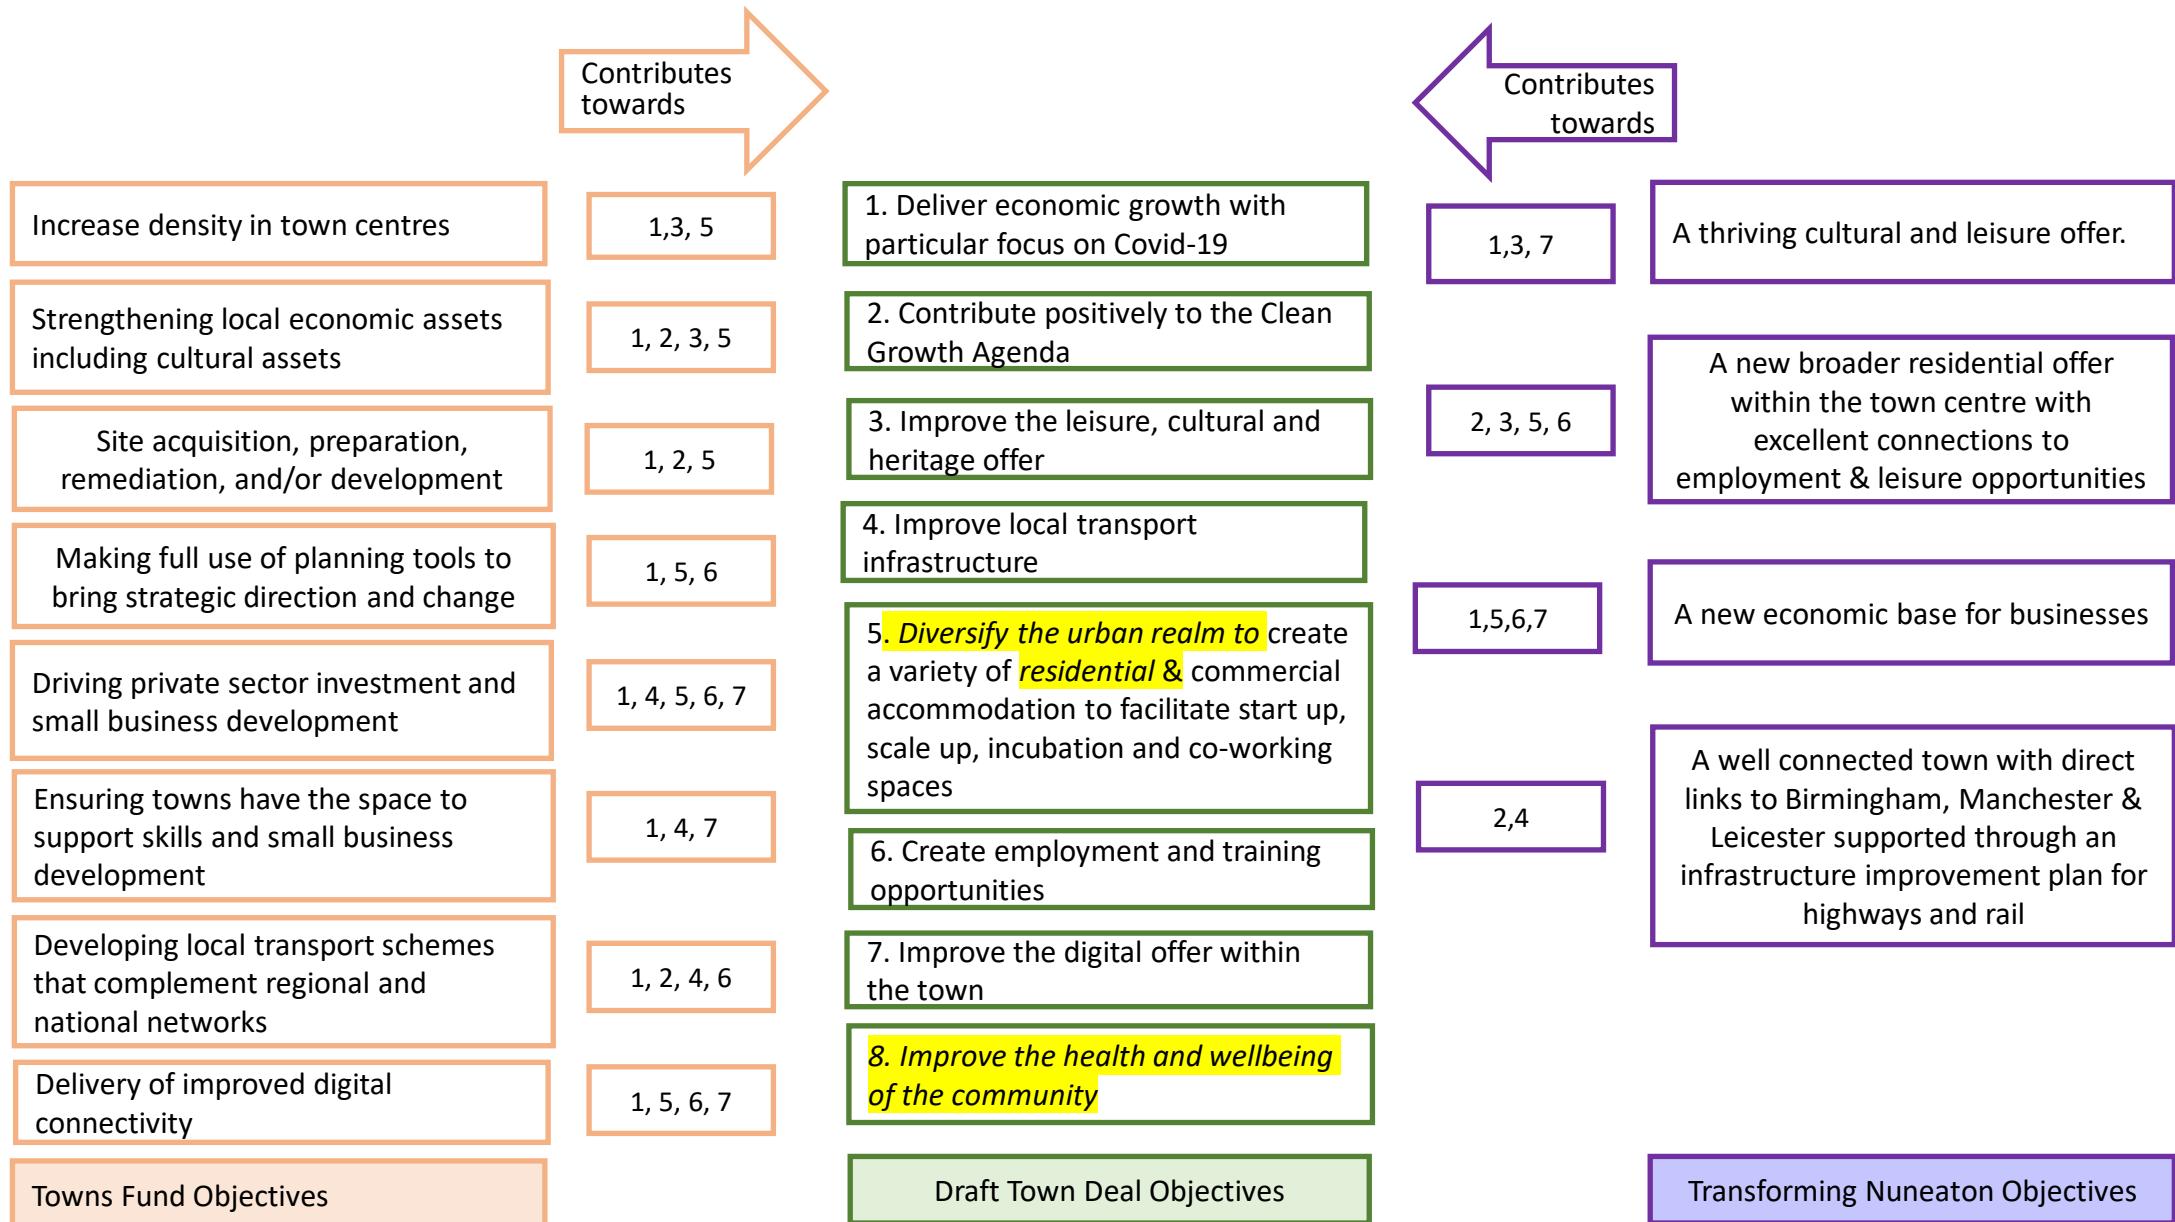 Contributes
towards
Contributes
towards
Increase density in town centres
1,3, 5
Strengthening local economic assets
including cultural assets
1, 2, 3, 5
Site acquisition, preparation,
remediation, and/or development
1, 2, 5
Making full use of planning tools to
bring strategic direction and change
1, 5, 6
Driving private sector investment and
small business development
1, 4, 5, 6, 7
Ensuring towns have the space to
support skills and small business
development
1, 4, 7
Developing local transport schemes
that complement regional and
national networks
1, 2, 4, 6
Delivery of improved digital
connectivity
1, 5, 6, 7
Towns Fund Objectives
1. Deliver economic growth with
particular focus on Covid-19
2. Contribute positively to the Clean
Growth Agenda
3. Improve the leisure, cultural and
heritage offer
4. Improve local transport
infrastructure
5. Diversify the urban realm to create
a variety of residential & commercial
accommodation to facilitate start up,
scale up, incubation and co-working
spaces
6. Create employment and training
opportunities
7. Improve the digital offer within
the town
8. Improve the health and wellbeing
of the community
Draft Town Deal Objectives
1,3, 7
A thriving cultural and leisure offer.
2, 3, 5, 6
A new broader residential offer
within the town centre with
excellent connections to
employment & leisure opportunities
1,5,6,7
A new economic base for businesses
2,4
A well connected town with direct
links to Birmingham, Manchester &
Leicester supported through an
infrastructure improvement plan for
highways and rail
Transforming Nuneaton Objectives